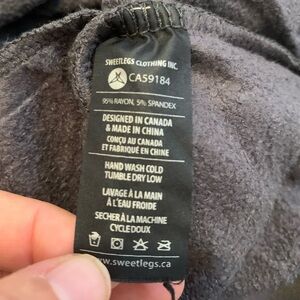 SWEETLEGS CLOTHING INC.
CA59184
95% RAYON, 5% SPANDEX
DESIGNED IN CANADA
& MADE IN CHINA
CONÇU AU CANADA
ET FABRIQUÉ EN CHINE
HAND WASH COLD
TUMBLE DRY LOW
LAVAGE À LA MAIN
À L'EAU FROIDE
SECHER À LA MACHINE
CYCLE DOUX
www.sweetlegs.ca